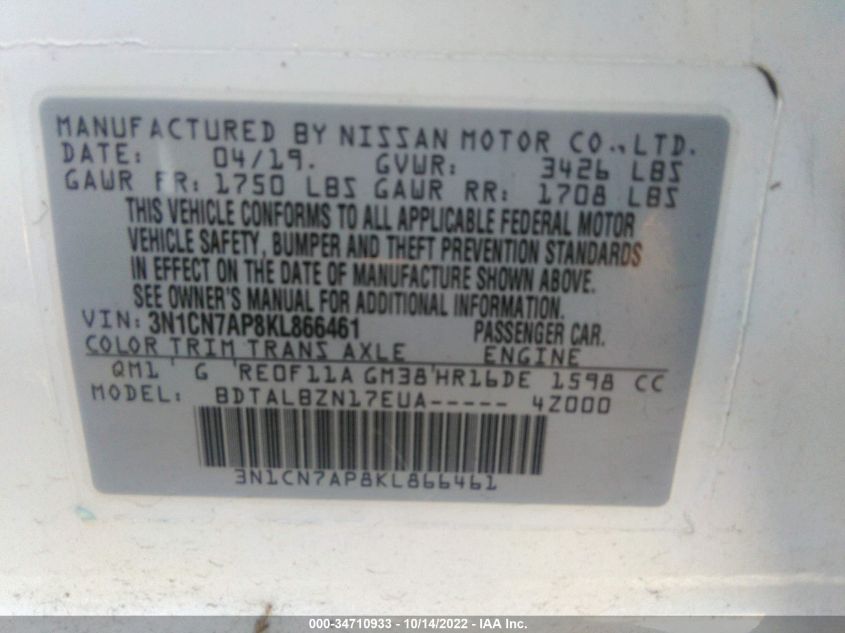 MANUFACTURED BY NISSAN MOTOR CO., LTD.
DATE: 04/19. GVWR: 3426 LBS
GAWR FR: 1750 LBS GAWR RR: 1708 LBS
THIS VEHICLE CONFORMS TO ALL APPLICABLE FEDERAL MOTOR
VEHICLE SAFETY, BUMPER AND THEFT PREVENTION STANDARDS
IN EFFECT ON THE DATE OF MANUFACTURE SHOWN ABOVE.
SEE OWNER'S MANUAL FOR ADDITIONAL INFORMATION.
VIN: 3N1CN7AP8KL866461 PASSENGER CAR.
COLOR TRIM TRANS AXLE ENGINE
QM1 G RE0F11A GM38 HR16DE 1598 CC
MODEL: BDTALBZN17EUA----- 4Z000
3N1CN7AP8KL866461
000-34710933 - 10/14/2022 - IAA Inc.